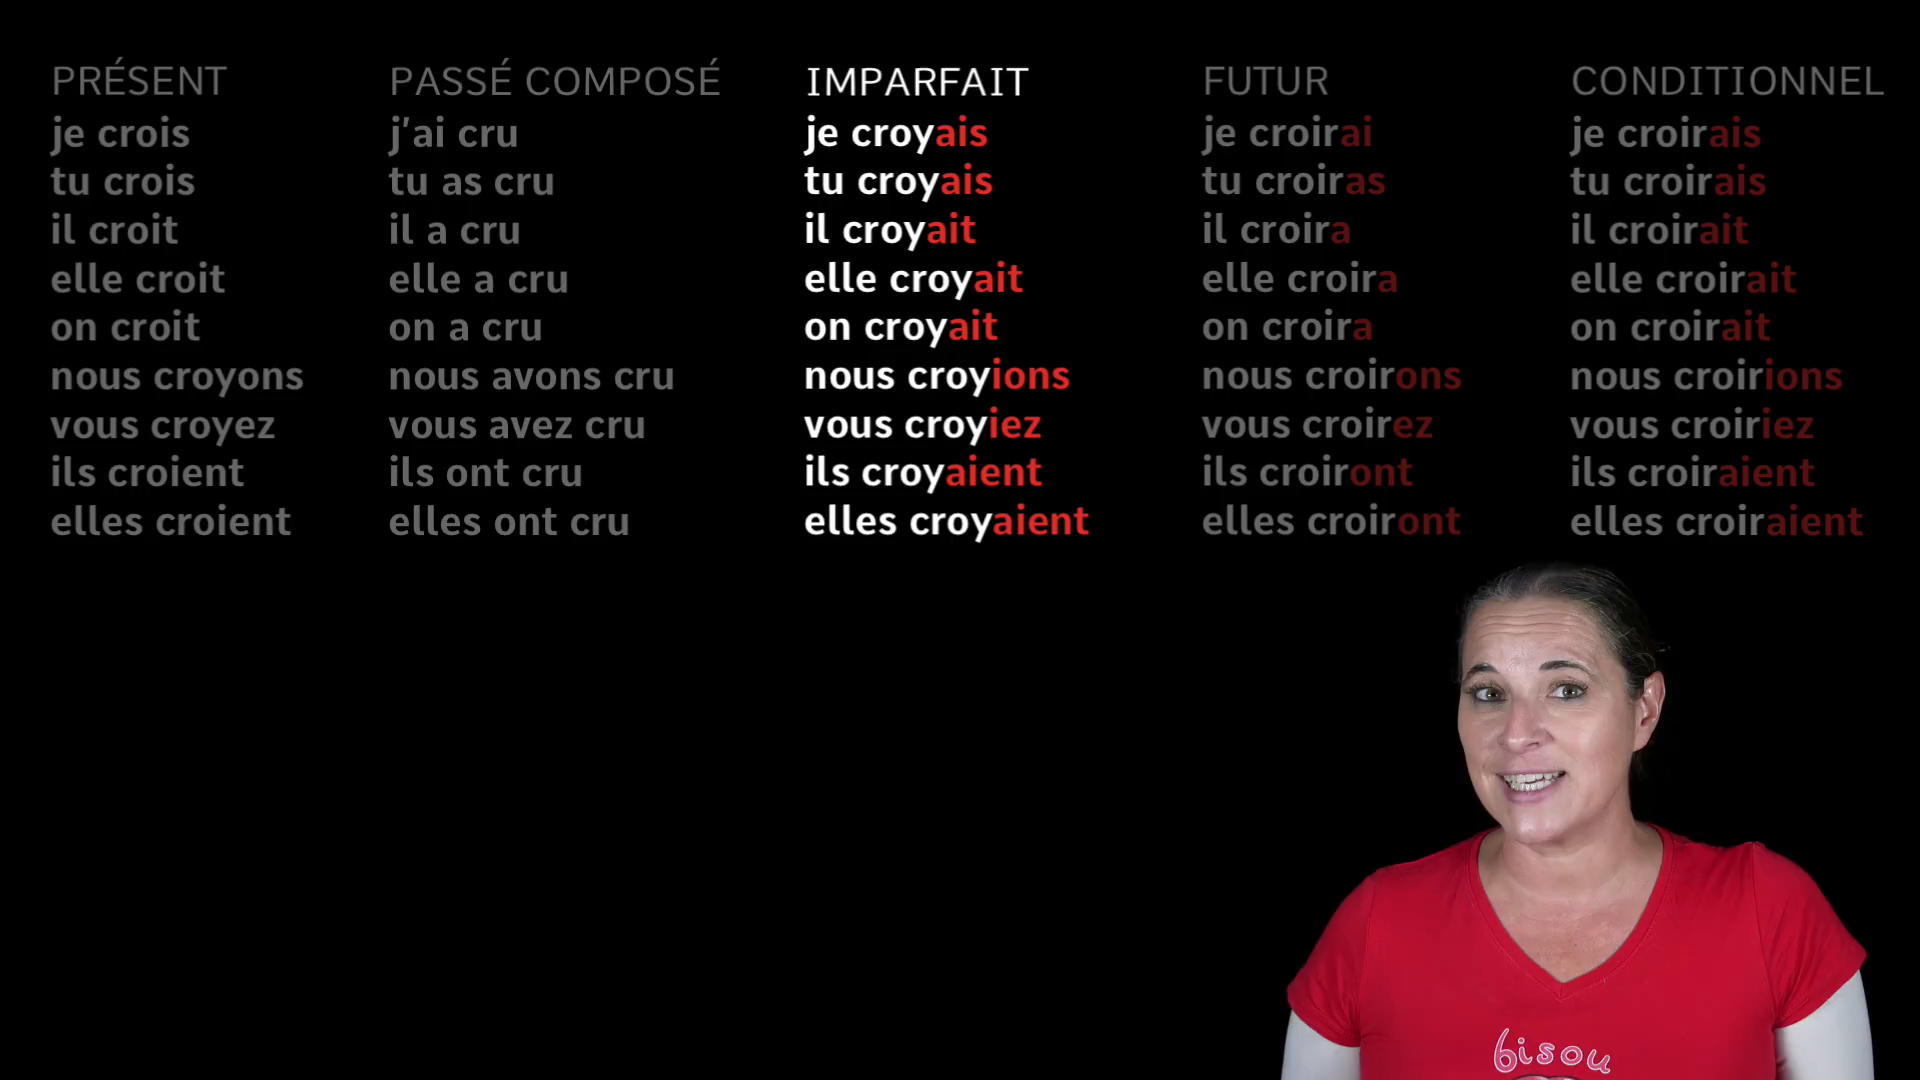 PRÉSENT
je crois
tu crois
il croit
elle croit
on croit
nous croyons
vous croyez
ils croient
elles croient
PASSÉ COMPOSÉ
j'ai cru
tu as cru
il a cru
elle a cru
on a cru
nous avons cru
vous avez cru
ils ont cru
elles ont cru
IMPARFAIT
je croyais
tu croyais
il croyait
elle croyait
on croyait
nous croyions
vous croyiez
ils croyaient
elles croyaient
FUTUR
je croirai
tu croiras
il croira
elle croira
on croira
nous croirons
vous croirez
ils croiront
elles croiront
CONDITIONNEL
je croirais
tu croirais
il croirait
elle croirait
on croirait
nous croirions
vous croiriez
ils croiraient
elles croiraient
bisou